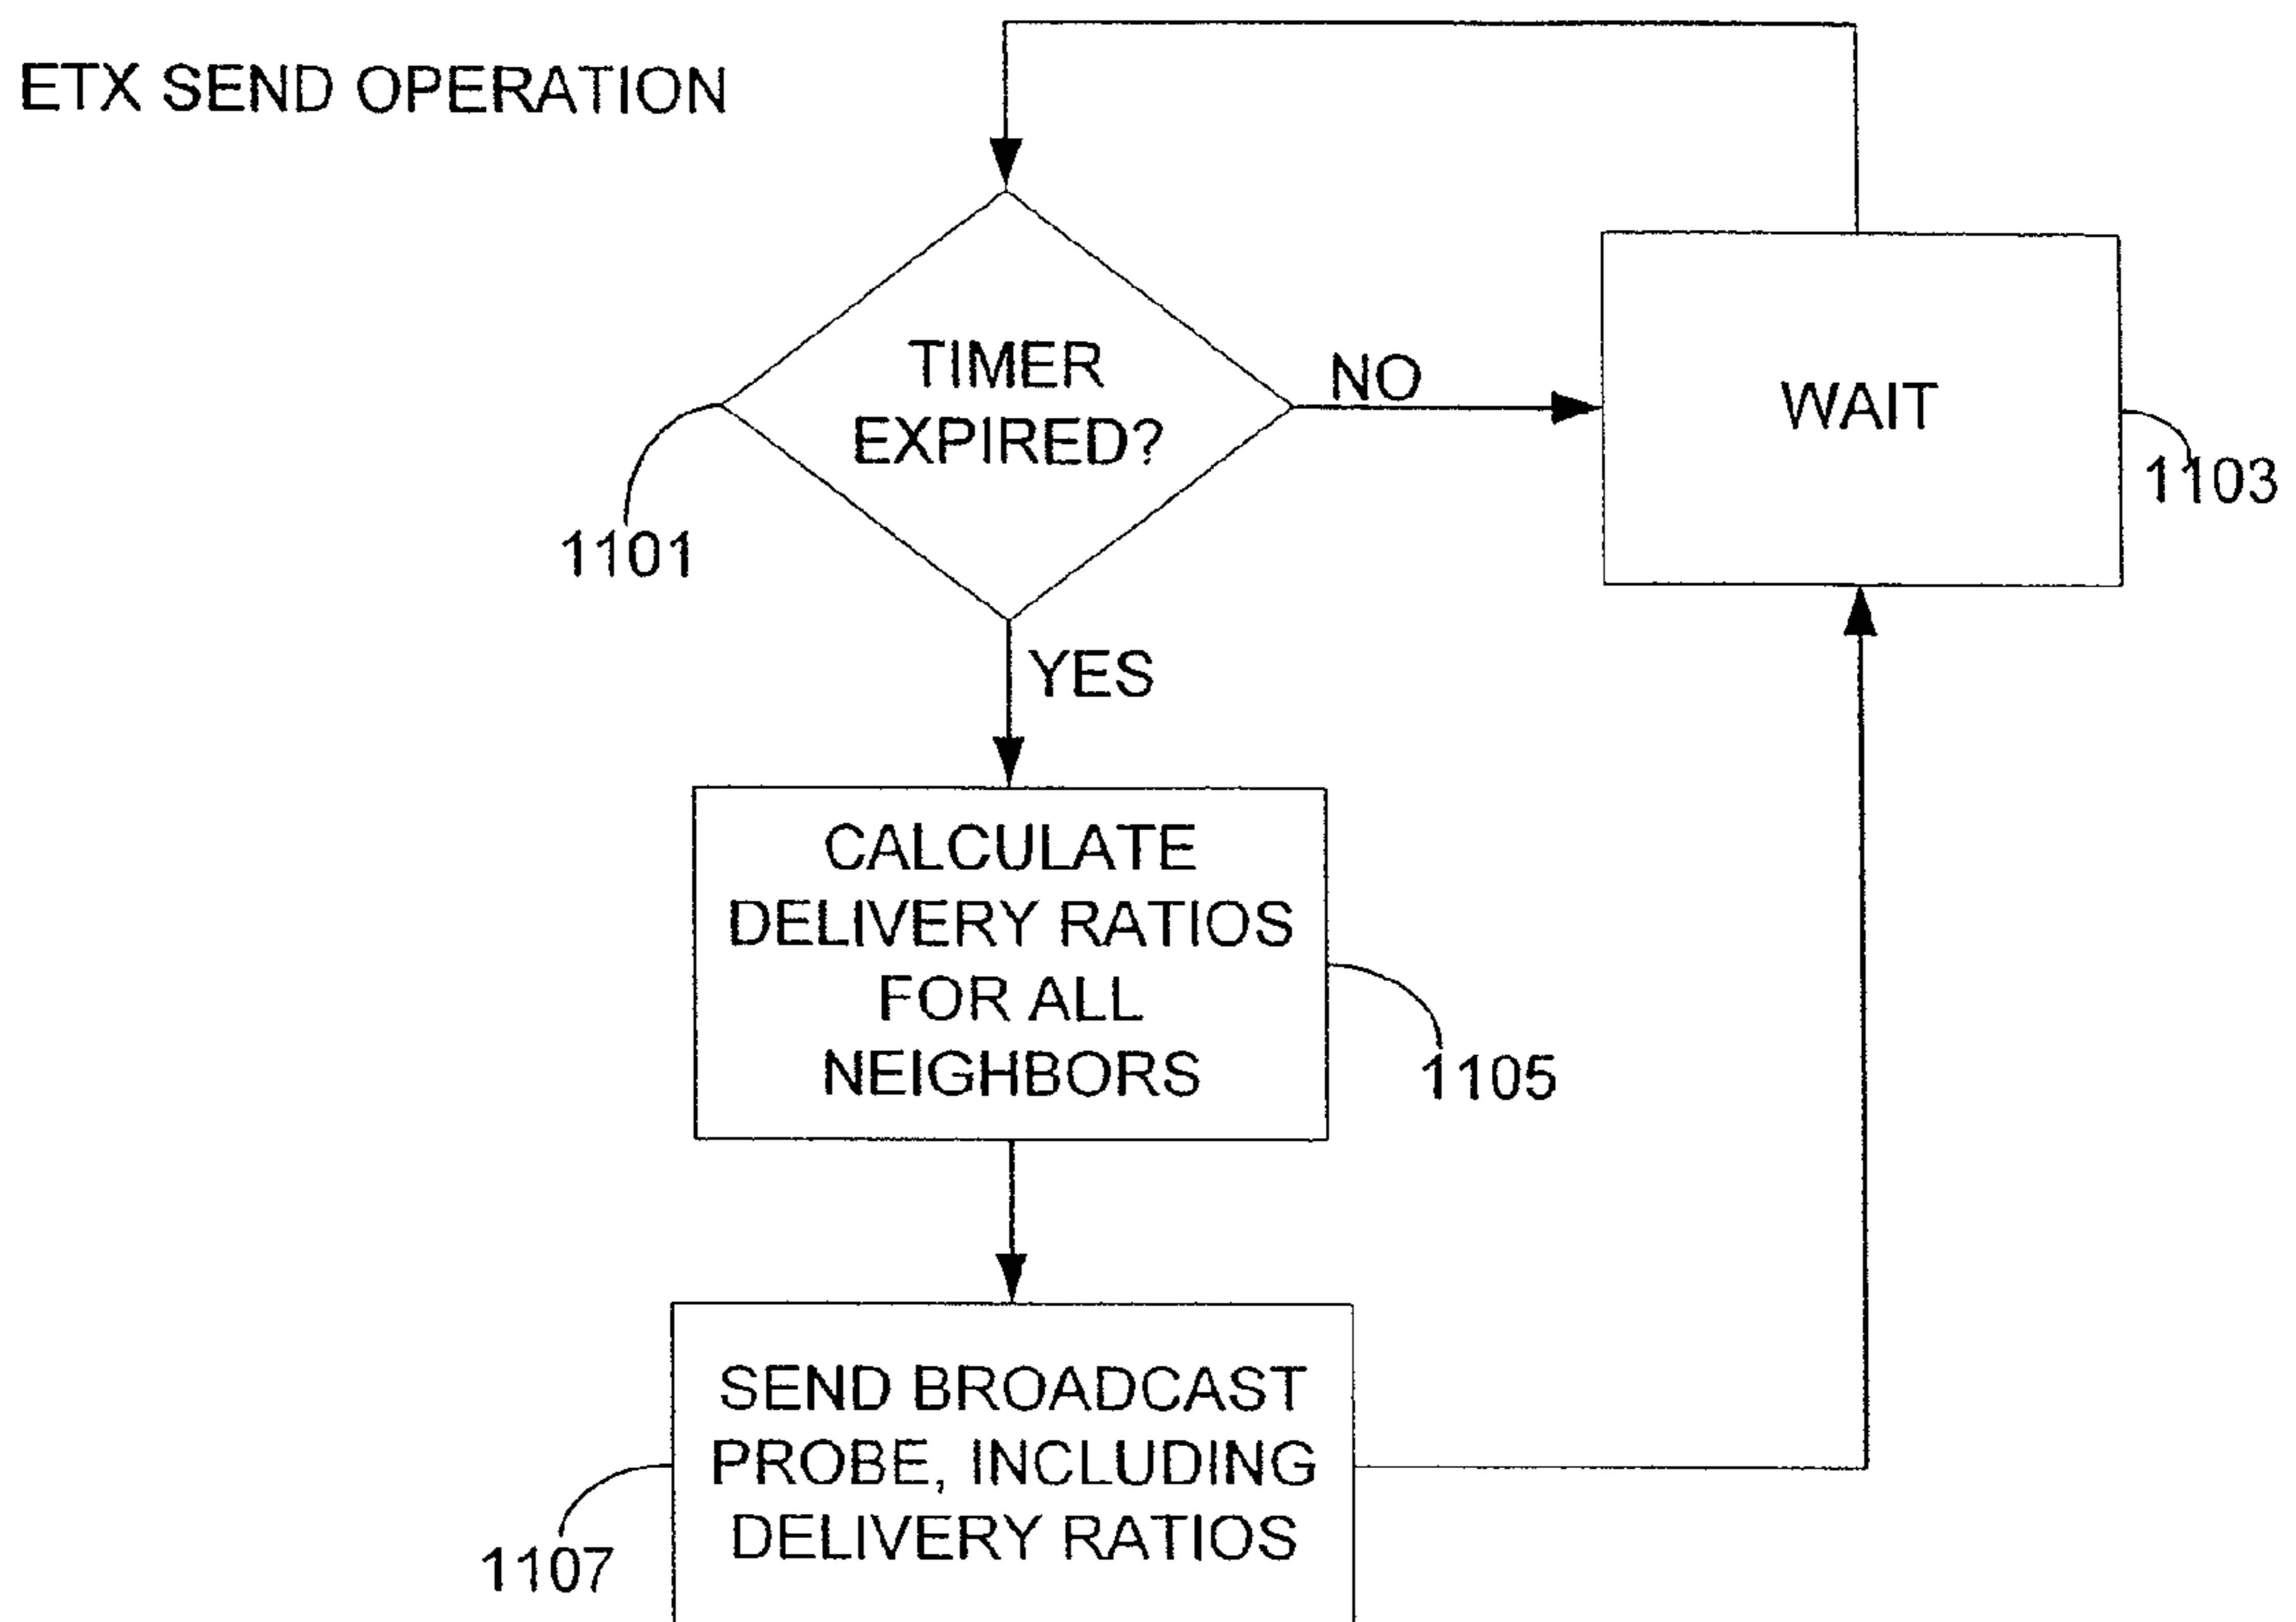 ETX SEND OPERATION
TIMER
EXPIRED?
1101
NO
WAIT
1103
YES
CALCULATE
DELIVERY RATIOS
FOR ALL
NEIGHBORS
1105
SEND BROADCAST
PROBE, INCLUDING
DELIVERY RATIOS
1107